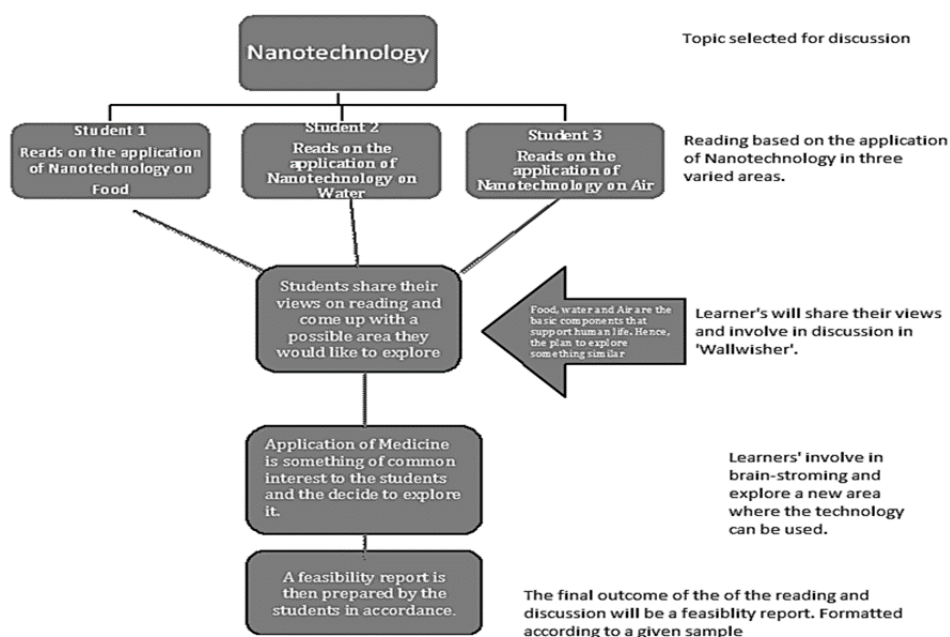 Nanotechnology
Topic selected for discussion
Student 1
Reads on the application
of Nanotechnology on
Food
Student 2
Reads on the
application of
Nanotechnology on
Water
Student 3
Reads on the
application of
Nanotechnology on Air
Reading based on the application
of Nanotechnology in three
varied areas.
Students share their
views on reading and
come up with a
possible area they
would like to explore
Food, water and Air are the
basic components that
support human life. Hence,
the plan to explore
something similar
Learner's will share their views
and involve in discussion in
'Wallwisher'.
Application of Medicine
is something of common
interest to the students
and the decide to explore
it.
Learners' involve in
brain-stroming and
explore a new area
where the technology
can be used.
A feasibility report is
then prepared by the
students in accordance.
The final outcome of the of the reading and
discussion will be a feasiblity report. Formatted
according to a given sample